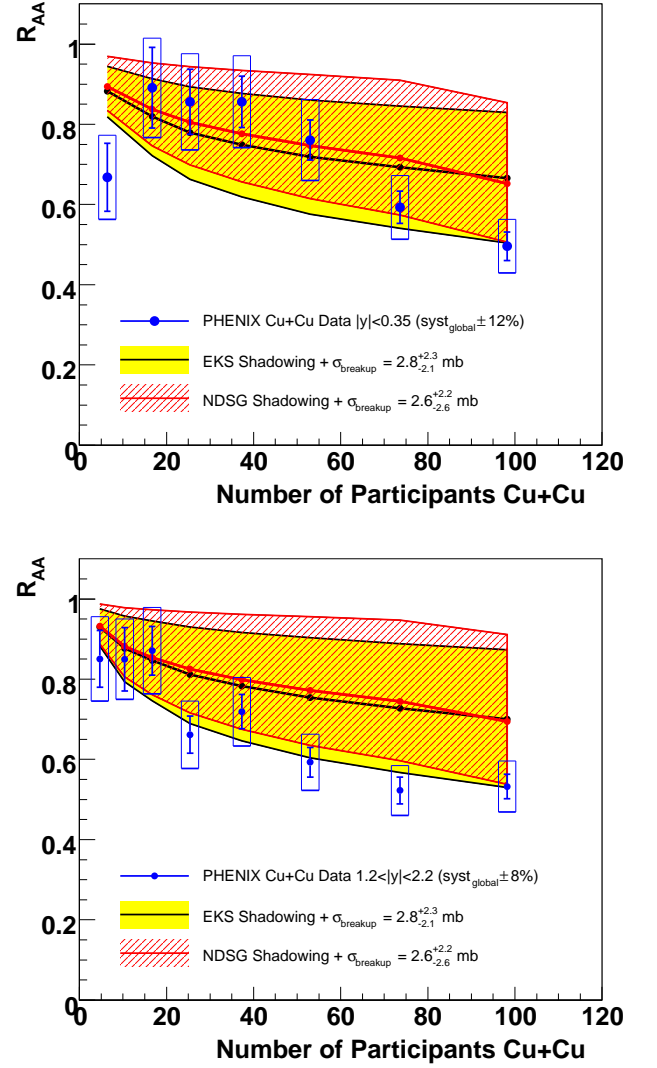 R_AA
1
0.8
0.6
0.4
0.2
0
0 20 40 60 80 100 120
Number of Participants Cu+Cu
PHENIX Cu+Cu Data |y|<0.35 (syst_global ± 12%)
EKS Shadowing + σ_breakup = 2.8^+2.3_-2.1 mb
NDSG Shadowing + σ_breakup = 2.6^+2.2_-2.6 mb
R_AA
1
0.8
0.6
0.4
0.2
0
0 20 40 60 80 100 120
Number of Participants Cu+Cu
PHENIX Cu+Cu Data 1.2<|y|<2.2 (syst_global ± 8%)
EKS Shadowing + σ_breakup = 2.8^+2.3_-2.1 mb
NDSG Shadowing + σ_breakup = 2.6^+2.2_-2.6 mb